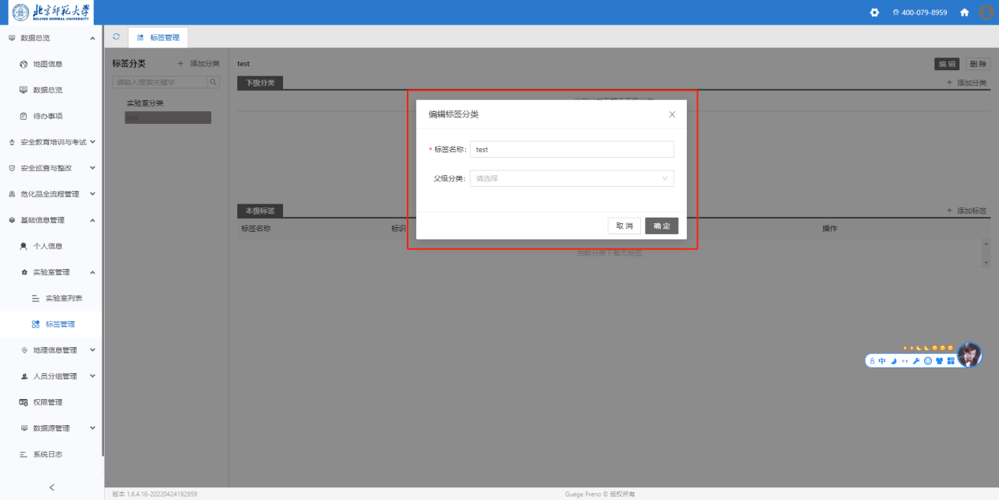 北京师范大学
BEIJING NORMAL UNIVERSITY
400-079-8959
数据总览
地图信息
数据总览
待办事项
安全教育培训与考试
安全巡查与整改
危化品全流程管理
基础信息管理
个人信息
实验室管理
实验室列表
标签管理
地理信息管理
人员分组管理
权限管理
数据源管理
系统日志
标签管理
标签分类
+ 添加分类
请输入搜索关键字
实验室分类
test
test
编 辑
删 除
下级分类
+ 添加分类
编辑标签分类
X
* 标签名称: test
父级分类: 请选择
取 消
确 定
本级标签
+ 添加标签
标签名称
标识
操作
当前分类下暂无标签
中
版本 1.6.4.16-20220424192959
Guege Preno © 版权所有